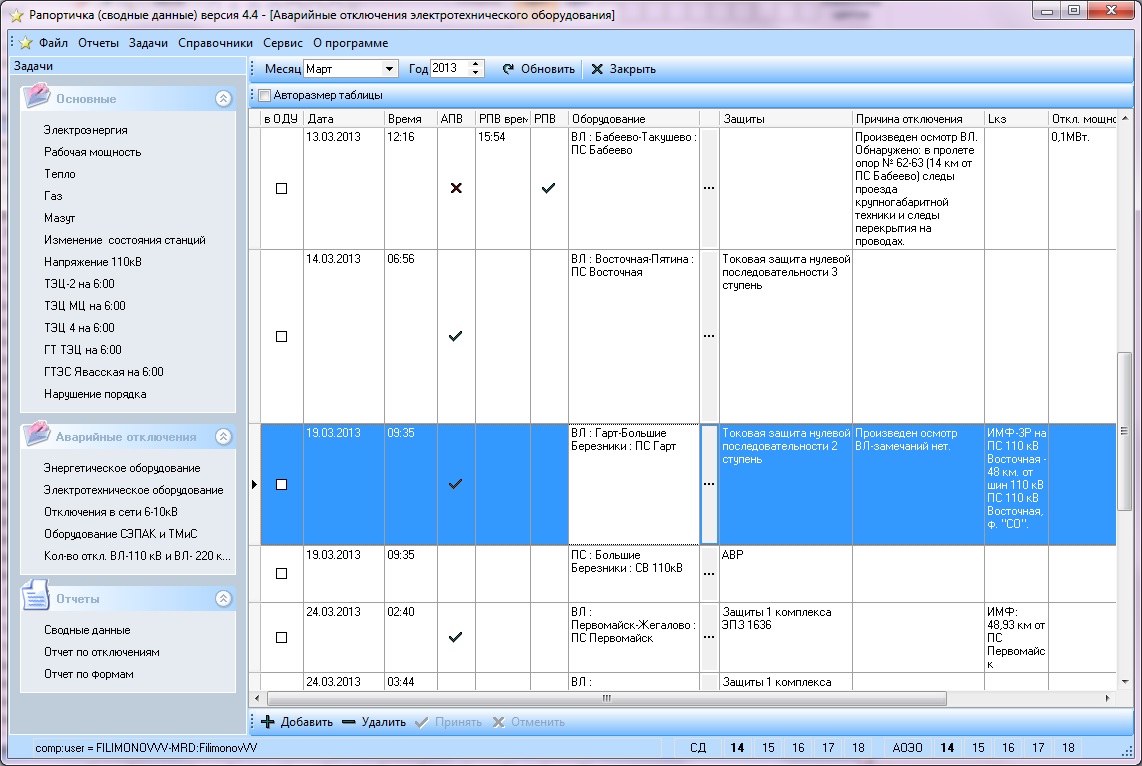 Рапортичка (сводные данные) версия 4.4 - [Аварийные отключения электротехнического оборудования]
Файл Отчеты Задачи Справочники Сервис О программе
Задачи
Месяц Март Год 2013 Обновить Закрыть
Авторазмер таблицы
Основные
Электроэнергия
Рабочая мощность
Тепло
Газ
Мазут
Изменение состояния станций
Напряжение 110кВ
ТЭЦ-2 на 6:00
ТЭЦ МЦ на 6:00
ТЭЦ 4 на 6:00
ГТ ТЭЦ на 6:00
ГТЭС Явасская на 6:00
Нарушение порядка
Аварийные отключения
Энергетическое оборудование
Электротехническое оборудование
Отключения в сети 6-10кВ
Оборудование СЭПАК и ТМиС
Кол-во откл. ВЛ-110 кВ и ВЛ- 220 к...
Отчеты
Сводные данные
Отчет по отключениям
Отчет по формам
в ОДУ Дата Время АПВ РПВ врем РПВ Оборудование Защиты Причина отключения Lкз Откл. мощно
13.03.2013 12:16 15:54
ВЛ : Бабеево-Такушево :
ПС Бабеево
...
Произведен осмотр ВЛ.
Обнаружено: в пролете
опор № 62-63 (14 км от
ПС Бабеево) следы
проезда
крупногабаритной
техники и следы
перекрытия на
проводах.
0,1МВт.
14.03.2013 06:56
ВЛ : Восточная-Пятина :
ПС Восточная
...
Токовая защита нулевой
последовательности 3
ступень
19.03.2013 09:35
ВЛ : Гарт-Большие
Березники : ПС Гарт
...
Токовая защита нулевой
последовательности 2
ступень
Произведен осмотр
ВЛ-замечаний нет.
ИМФ-3Р на
ПС 110 кВ
Восточная -
48 км. от
шин 110 кВ
ПС 110 кВ
Восточная,
ф. "СО".
19.03.2013 09:35
ПС : Большие
Березники : СВ 110кВ
...
АВР
24.03.2013 02:40
ВЛ :
Первомайск-Жегалово :
ПС Первомайск
...
Защиты 1 комплекса
ЭПЗ 1636
ИМФ:
48,93 км от
ПС
Первомайс
к
24.03.2013 03:44 ВЛ : Защиты 1 комплекса
Добавить Удалить Принять Отменить
comp:user = FILIMONOVVV-MRD:FilimonovVV СД 14 15 16 17 18 АОЭО 14 15 16 17 18